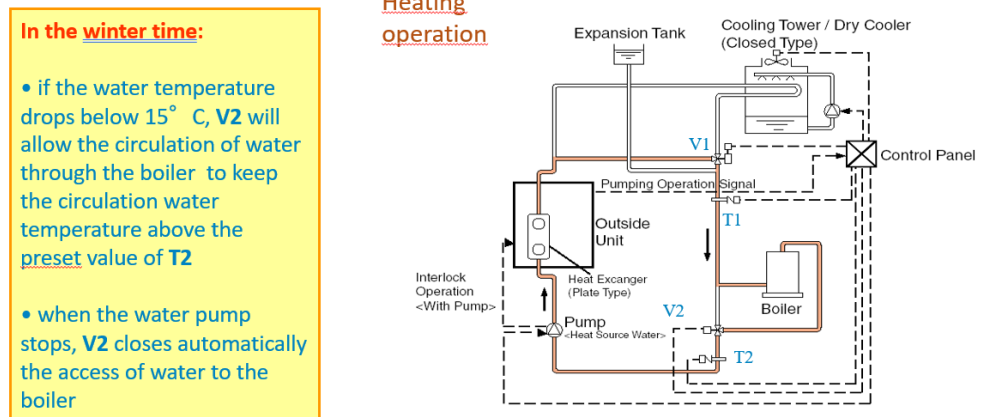 In the winter time:
• if the water temperature
drops below 15° C, V2 will
allow the circulation of water
through the boiler to keep
the circulation water
temperature above the
preset value of T2
• when the water pump
stops, V2 closes automatically
the access of water to the
boiler
Heating
operation
Expansion Tank
Cooling Tower / Dry Cooler
(Closed Type)
V1
Control Panel
Pumping Operation Signal
T1
Outside
Unit
Heat Excanger
(Plate Type)
Interlock
Operation
<With Pump>
Boiler
V2
Pump
<Heat Source Water>
T2